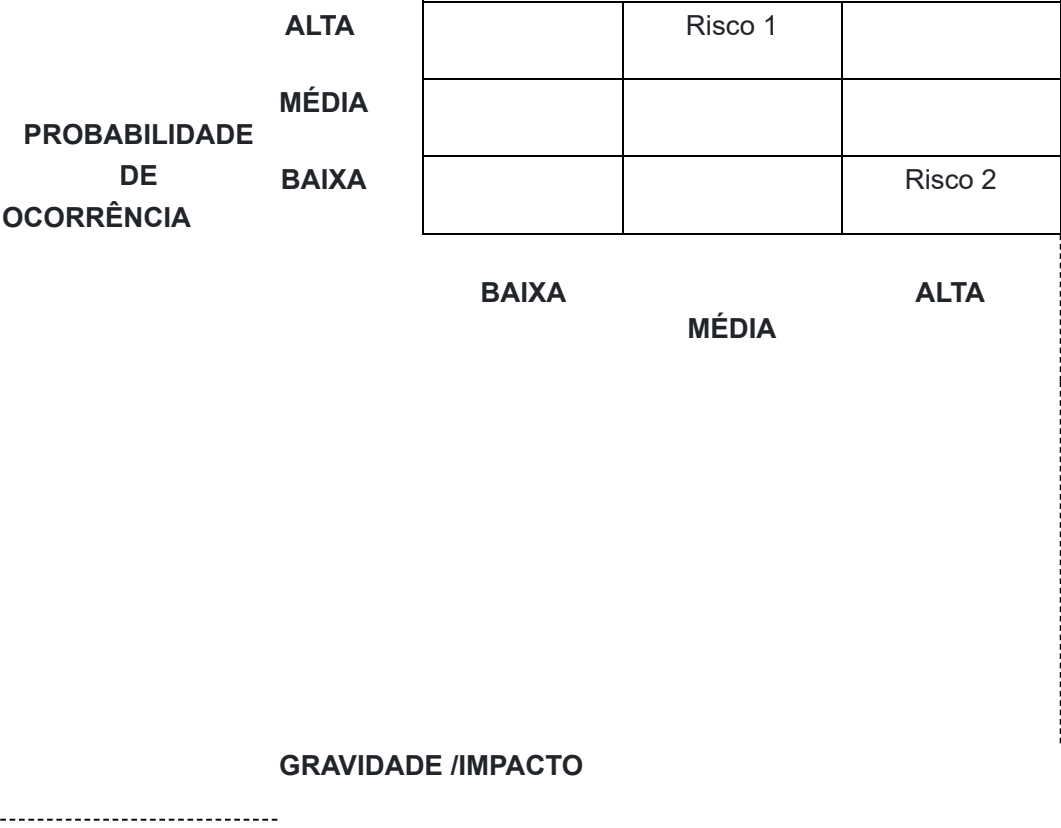 ALTA Risco 1
MÉDIA
PROBABILIDADE
DE
OCORRÊNCIA
BAIXA Risco 2
BAIXA ALTA
MÉDIA
GRAVIDADE /IMPACTO